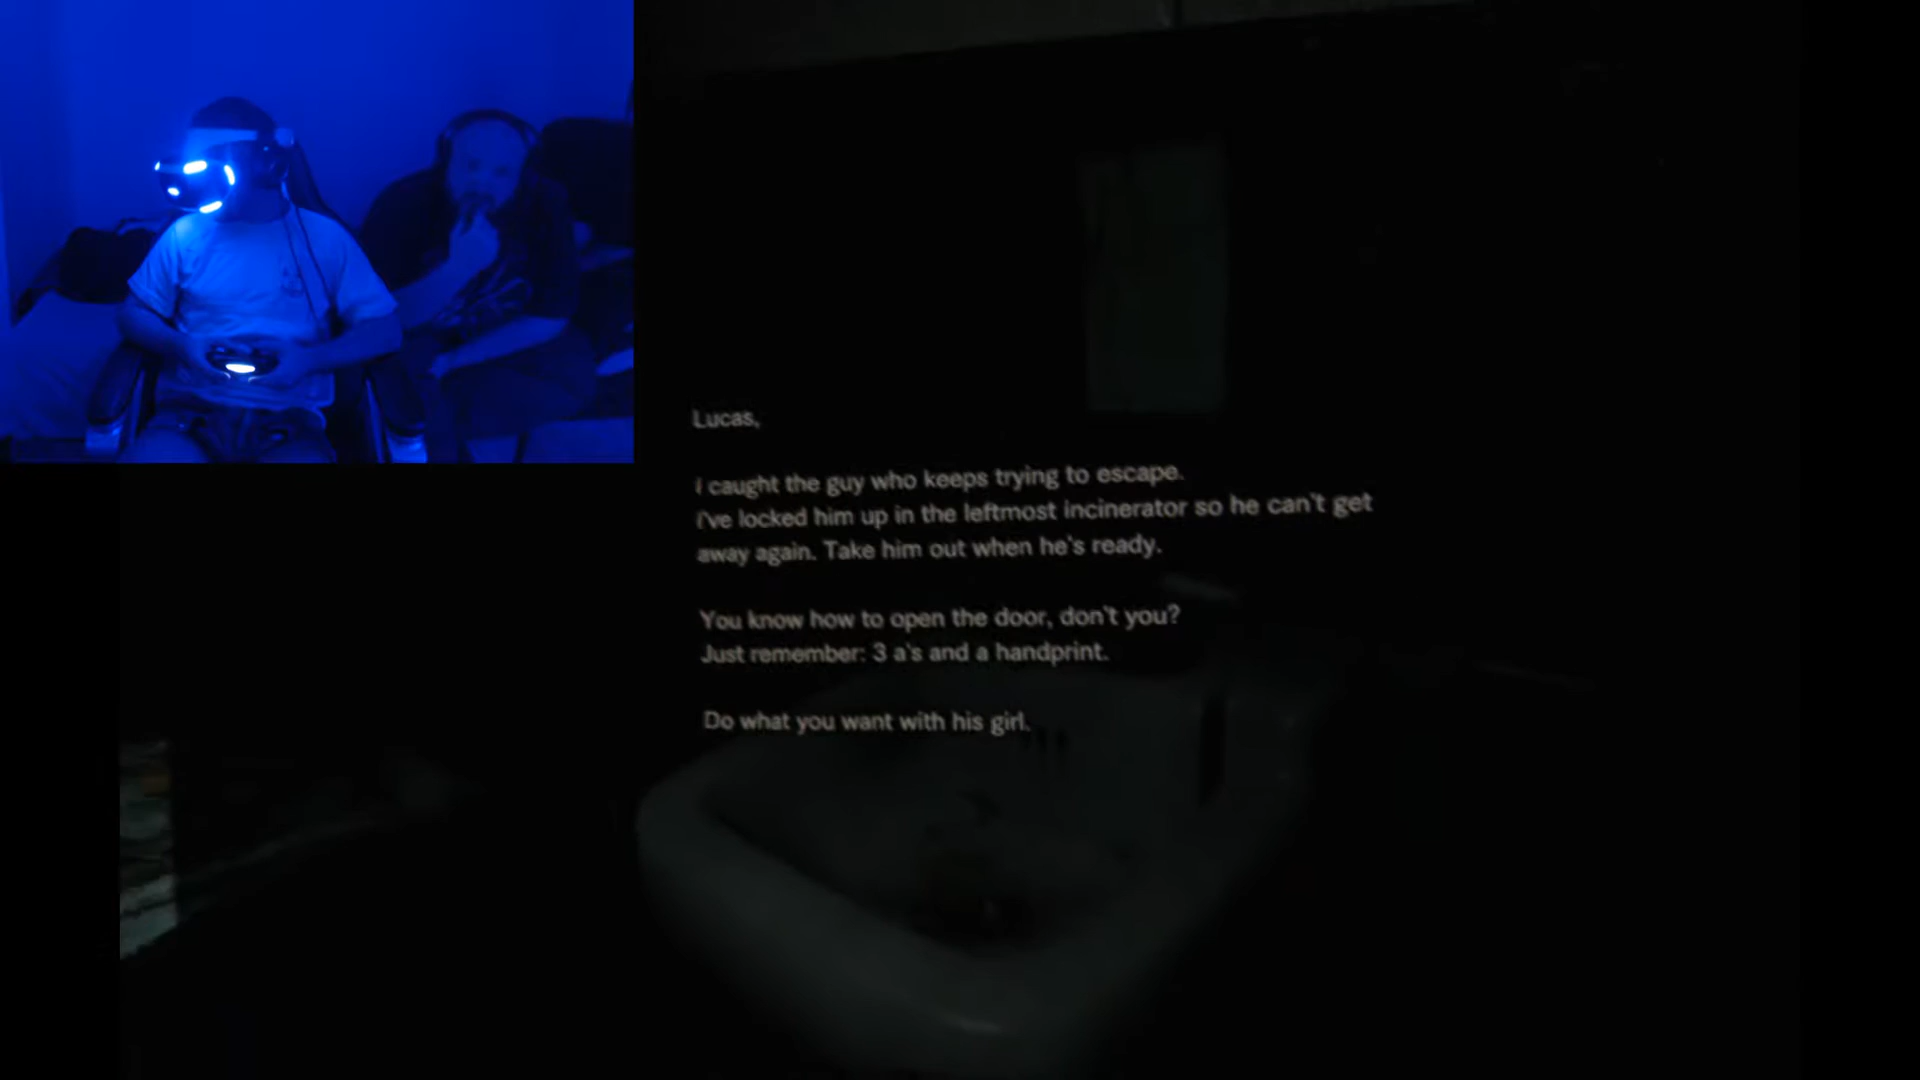 Lucas,
I caught the guy who keeps trying to escape.
I've locked him up in the leftmost incinerator so he can't get
away again. Take him out when he's ready.
You know how to open the door, don't you?
Just remember: 3 a's and a handprint.
Do what you want with his girl.